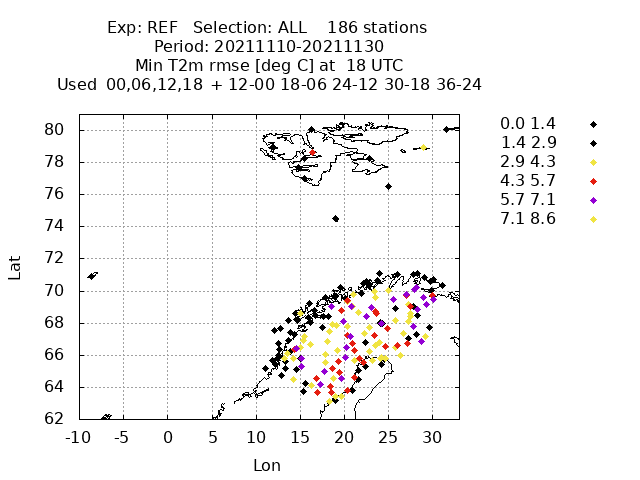 Exp: REF   Selection: ALL    186 stations
Period: 20211110-20211130
Min T2m rmse [deg C] at  18 UTC
Used  00,06,12,18  + 12-00 18-06 24-12 30-18 36-24
0.0 1.4
1.4 2.9
2.9 4.3
4.3 5.7
5.7 7.1
7.1 8.6
80
78
76
74
72
70
68
66
64
62
Lat
-10 -5 0 5 10 15 20 25 30
Lon